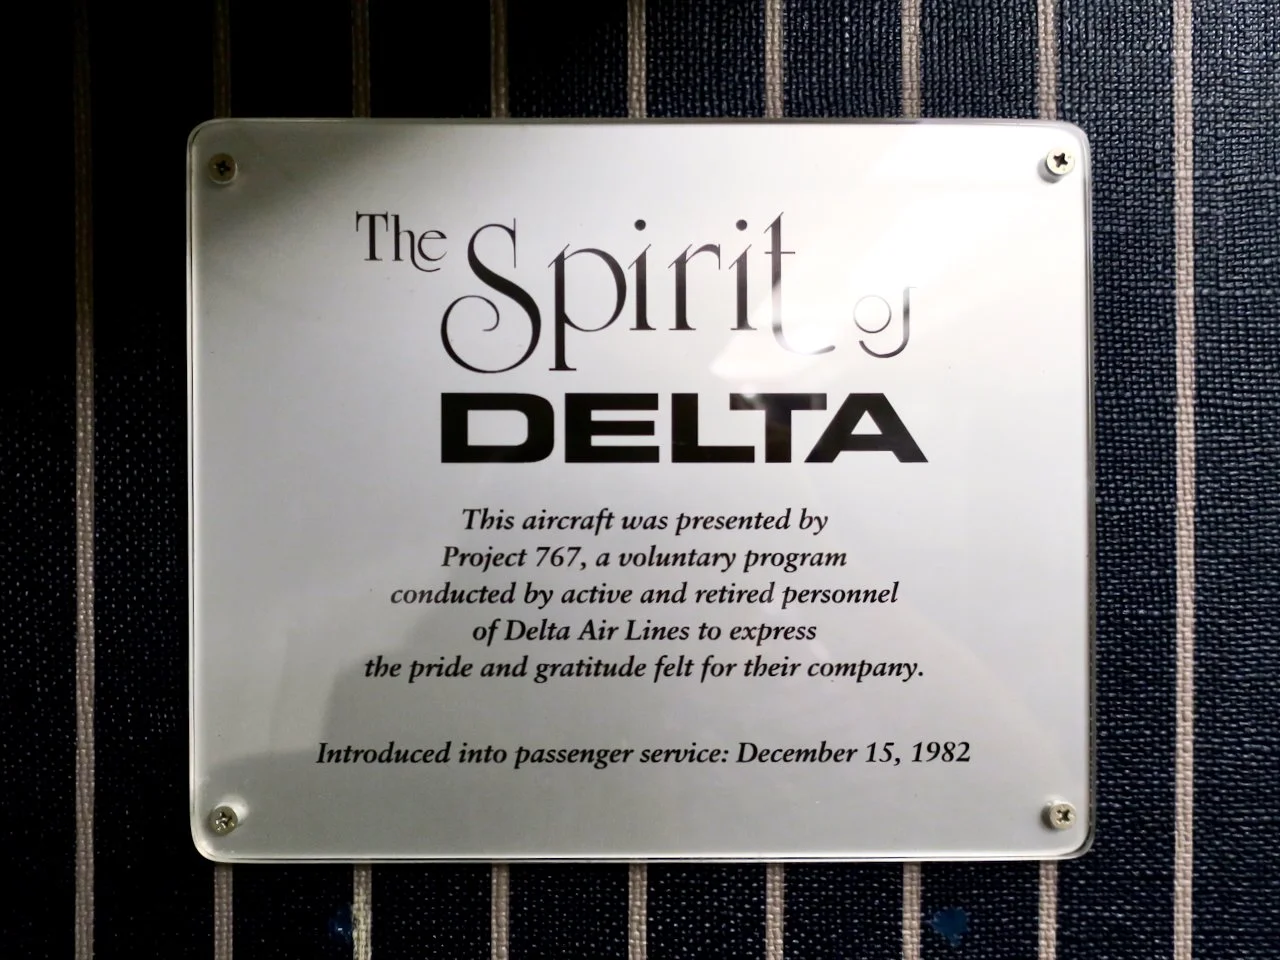 The Spirit of
DELTA
This aircraft was presented by
Project 767, a voluntary program
conducted by active and retired personnel
of Delta Air Lines to express
the pride and gratitude felt for their company.
Introduced into passenger service: December 15, 1982